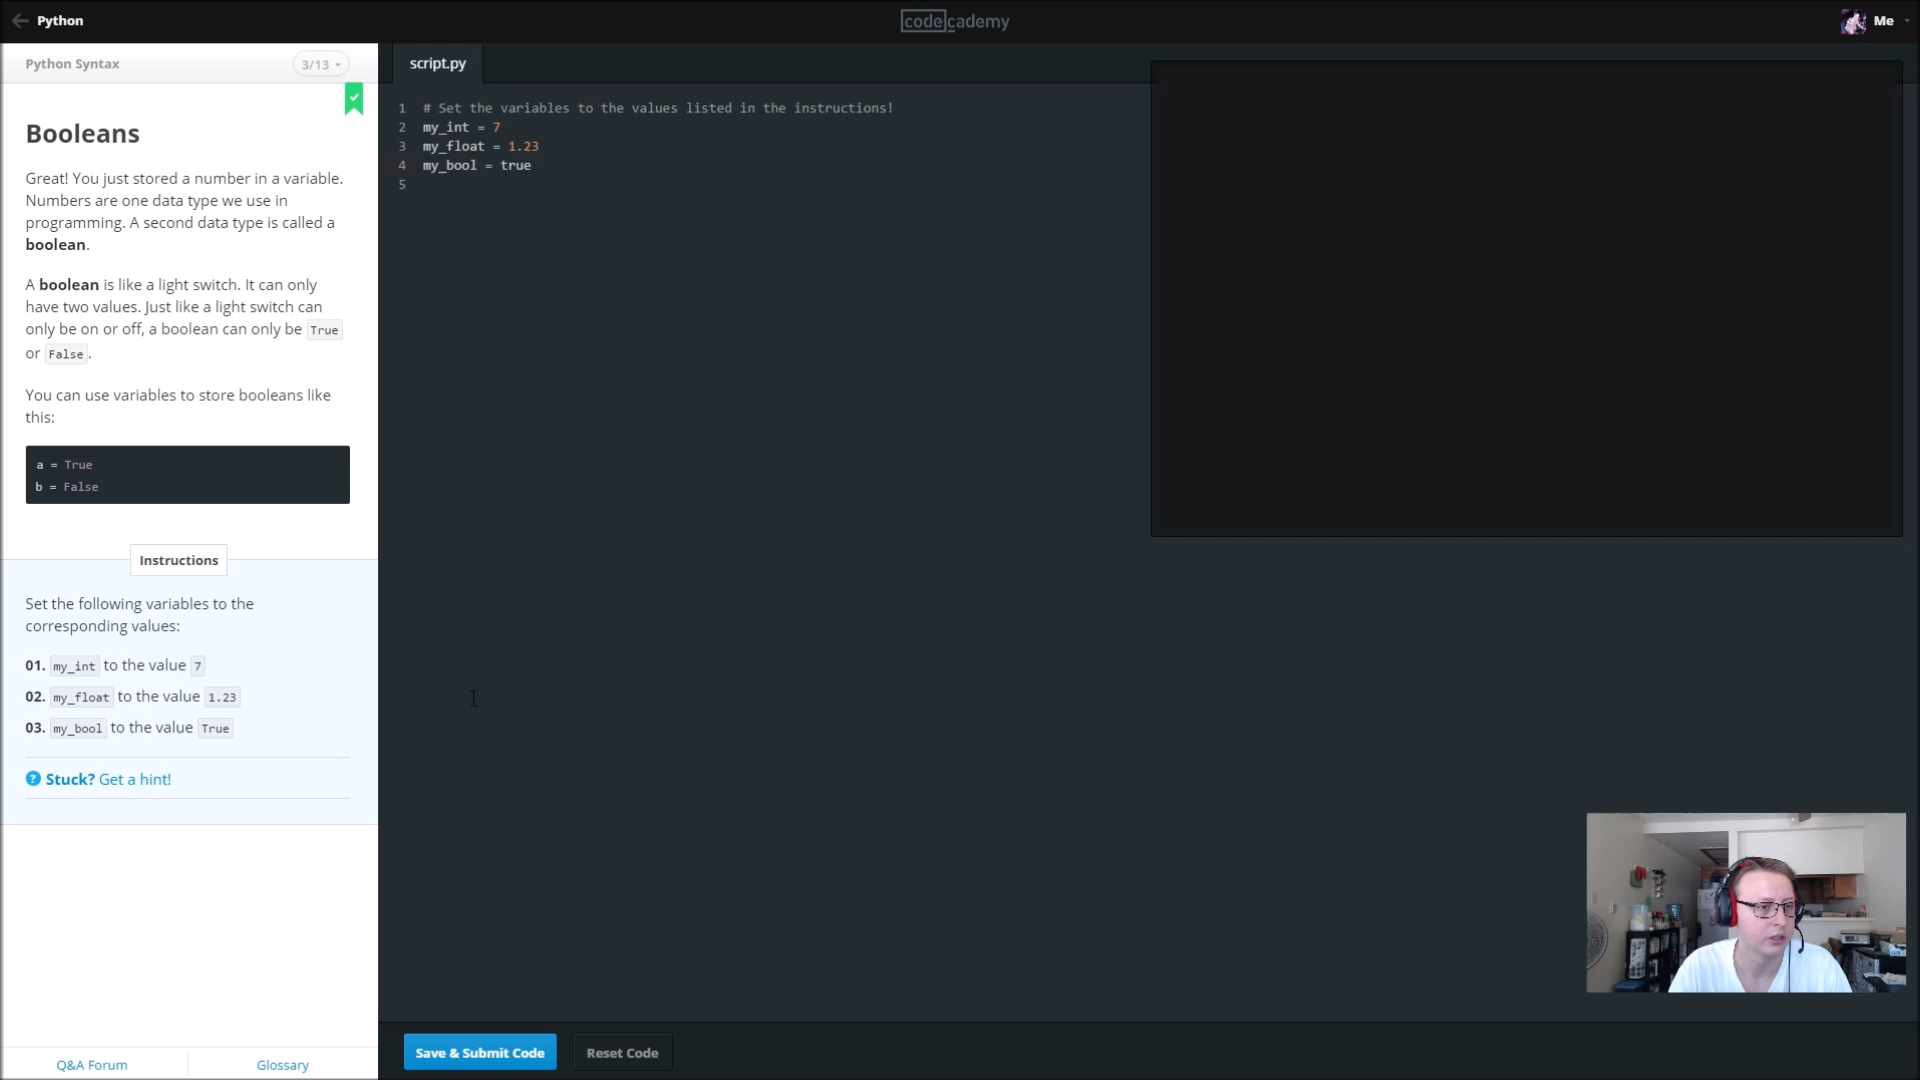 Python
codecademy
Me
Python Syntax
3/13
script.py
Booleans
Great! You just stored a number in a variable.
Numbers are one data type we use in
programming. A second data type is called a
boolean.
A boolean is like a light switch. It can only
have two values. Just like a light switch can
only be on or off, a boolean can only be True
or False.
You can use variables to store booleans like
this:
a = True
b = False
Instructions
Set the following variables to the
corresponding values:
01. my_int to the value 7
02. my_float to the value 1.23
03. my_bool to the value True
? Stuck? Get a hint!
Q&A Forum
Glossary
1 # Set the variables to the values listed in the instructions!
2 my_int = 7
3 my_float = 1.23
4 my_bool = true
5
Save & Submit Code
Reset Code